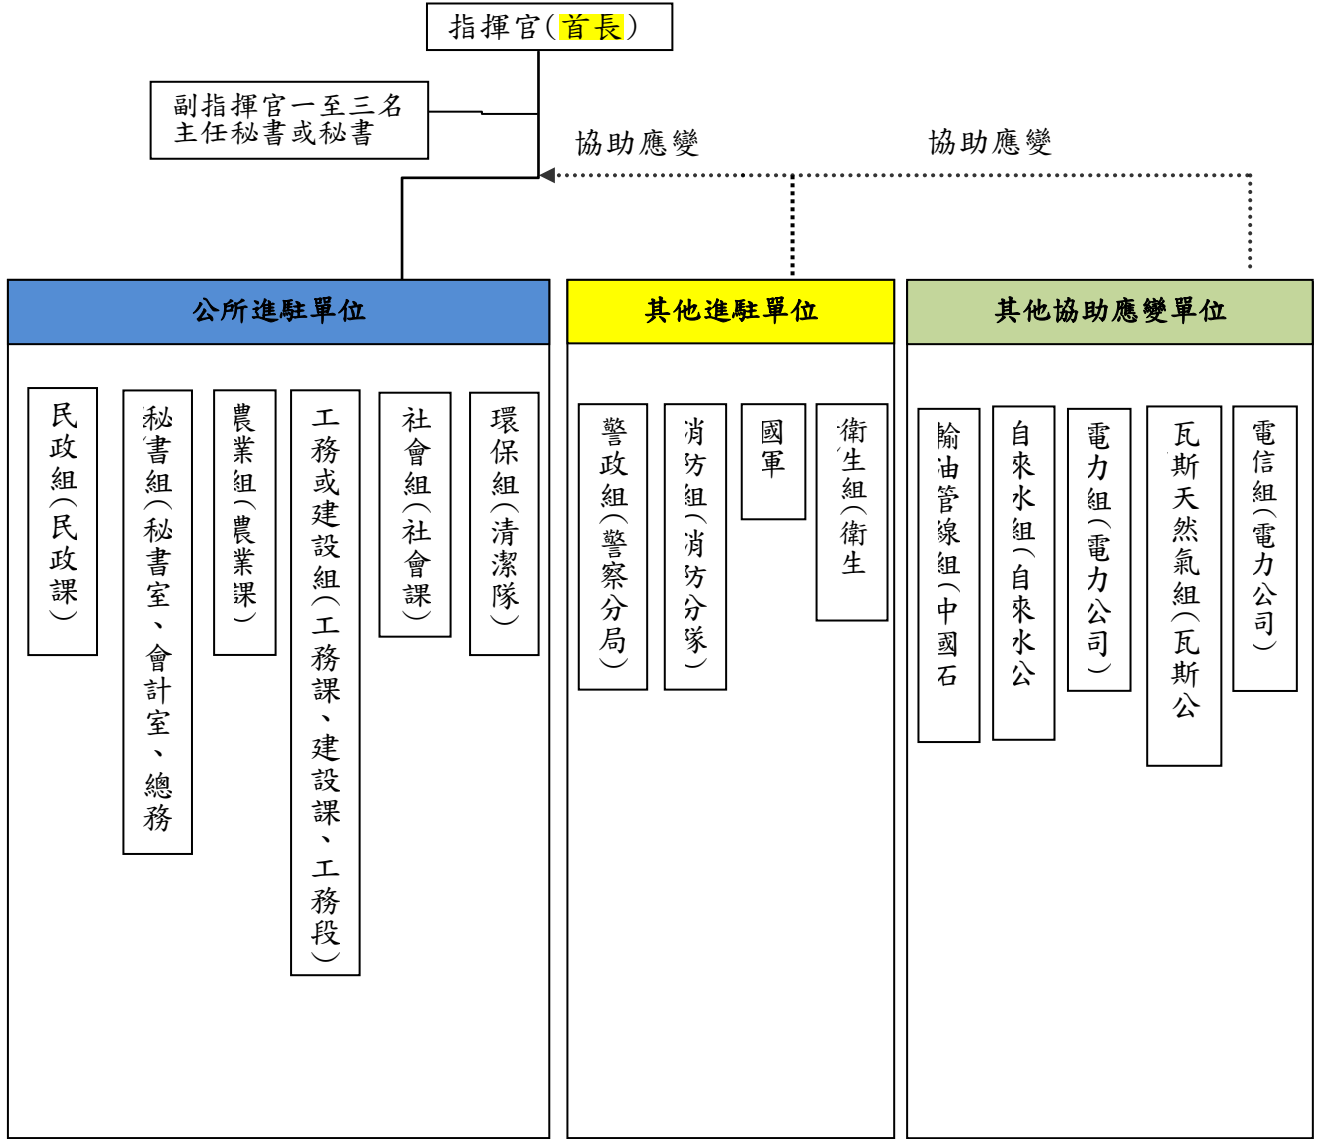 指揮官(首長)
副指揮官一至三名
主任秘書或秘書
協助應變
協助應變
公所進駐單位
其他進駐單位
其他協助應變單位
民政組(民政課)
秘書組(秘書室、會計室、總務
農業組(農業課)
工務或建設組(工務課、建設課、工務段)
社會組(社會課)
環保組(清潔隊)
警政組(警察分局)
消防組(消防分隊)
國軍
衛生組(衛生
輸油管線組(中國石
自來水組(自來水公
電力組(電力公司)
瓦斯天然氣組(瓦斯公
電信組(電力公司)